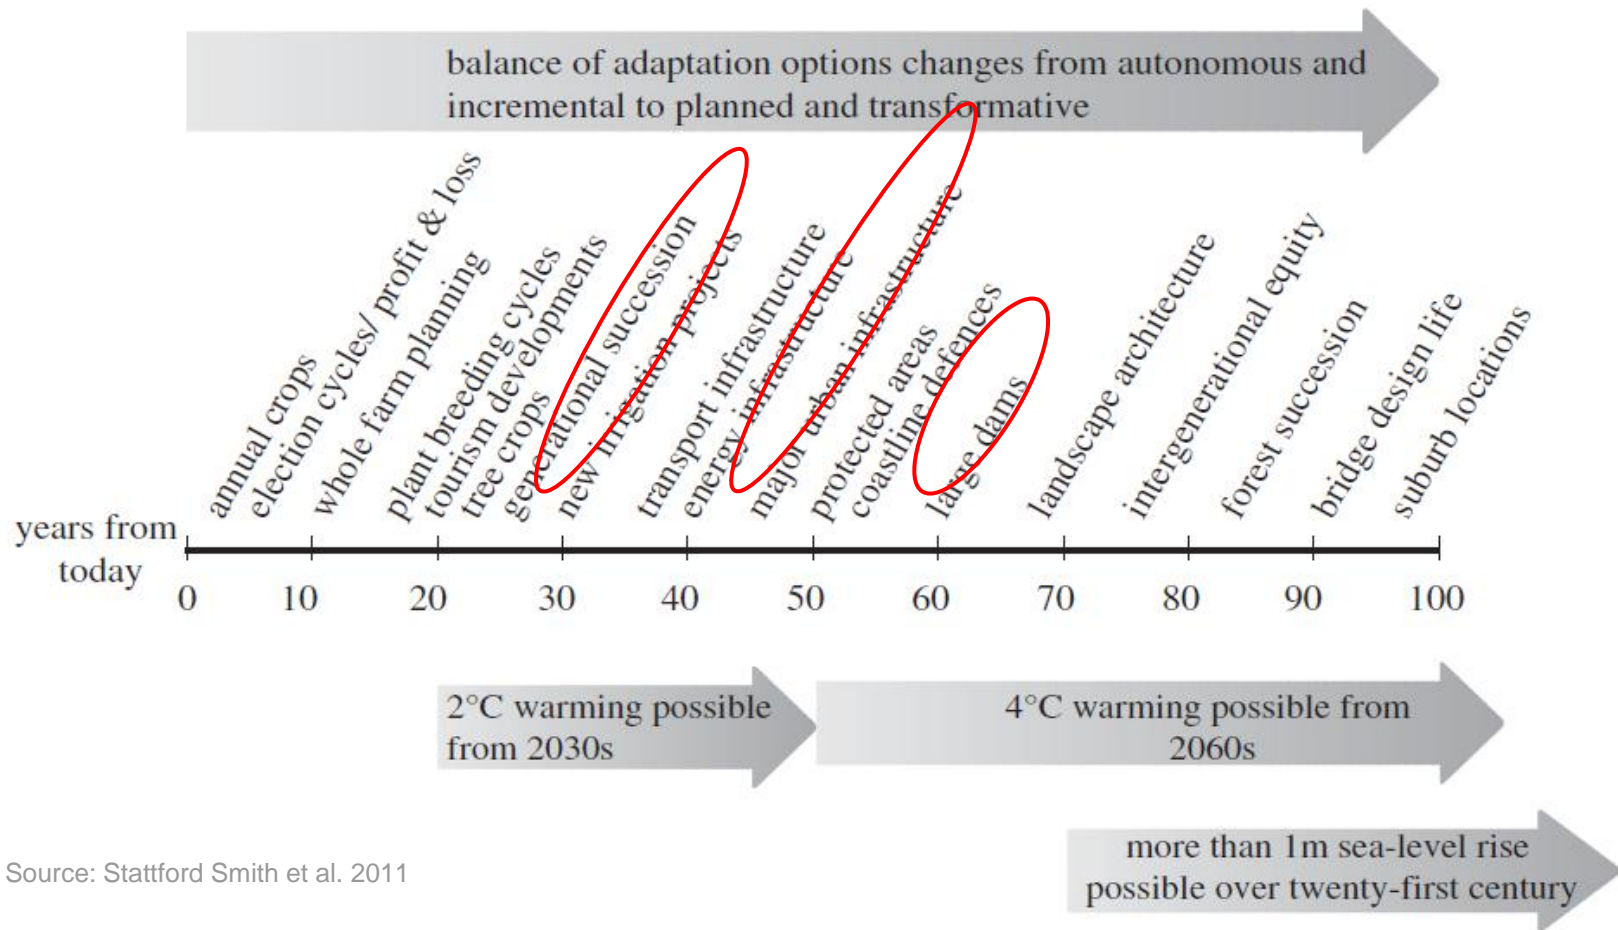 balance of adaptation options changes from autonomous and
incremental to planned and transformative
annual crops
election cycles/ profit & loss
whole farm planning
plant breeding cycles
tourism developments
tree crops
generational succession
new irrigation projects
transport infrastructure
energy infrastructure
major urban infrastructure
protected areas
coastline defences
large dams
landscape architecture
intergenerational equity
forest succession
bridge design life
suburb locations
years from
today
0 10 20 30 40 50 60 70 80 90 100
2°C warming possible
from 2030s
4°C warming possible from
2060s
more than 1m sea-level rise
possible over twenty-first century
Source: Stattford Smith et al. 2011